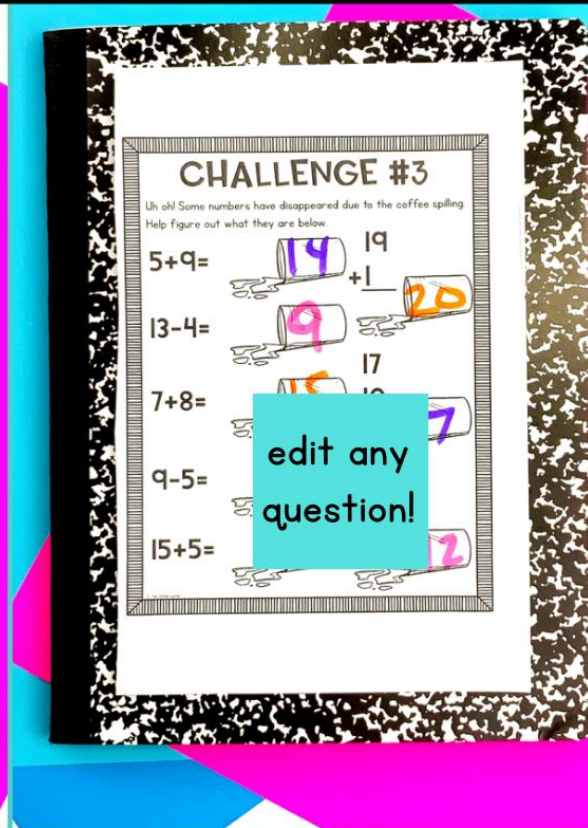 CHALLENGE #3
Uh oh! Some numbers have disappeared due to the coffee spilling.
Help figure out what they are below.
5+9= 14
19
+1
20
13-4= 9
17
7+8= 15
7
9-5=
15+5=
12
edit any
question!